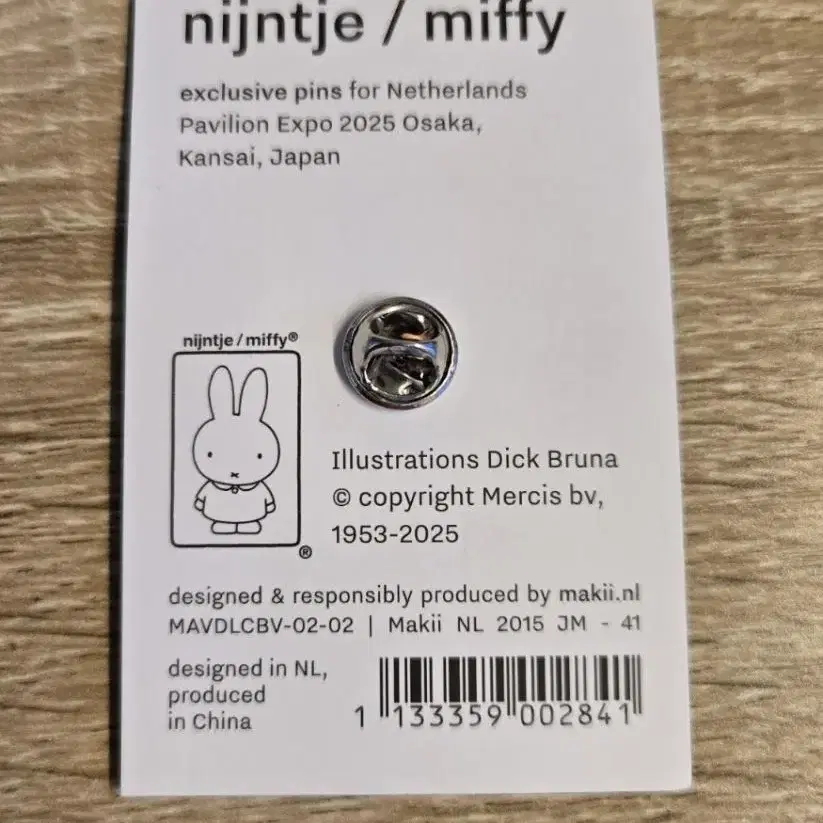 nijntje / miffy
exclusive pins for Netherlands
Pavilion Expo 2025 Osaka,
Kansai, Japan
nijntje / miffy®
®
Illustrations Dick Bruna
© copyright Mercis bv,
1953-2025
designed & responsibly produced by makii.nl
MAVDLCBV-02-02 | Makii NL 2015 JM - 41
designed in NL,
produced
in China
1 133359 002841